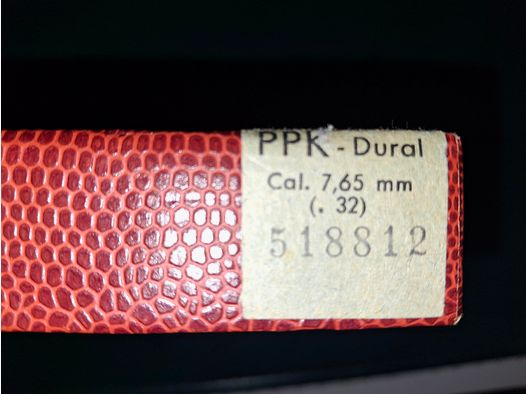 PPK - Dural
Cal. 7,65 mm
(. 32)
518812